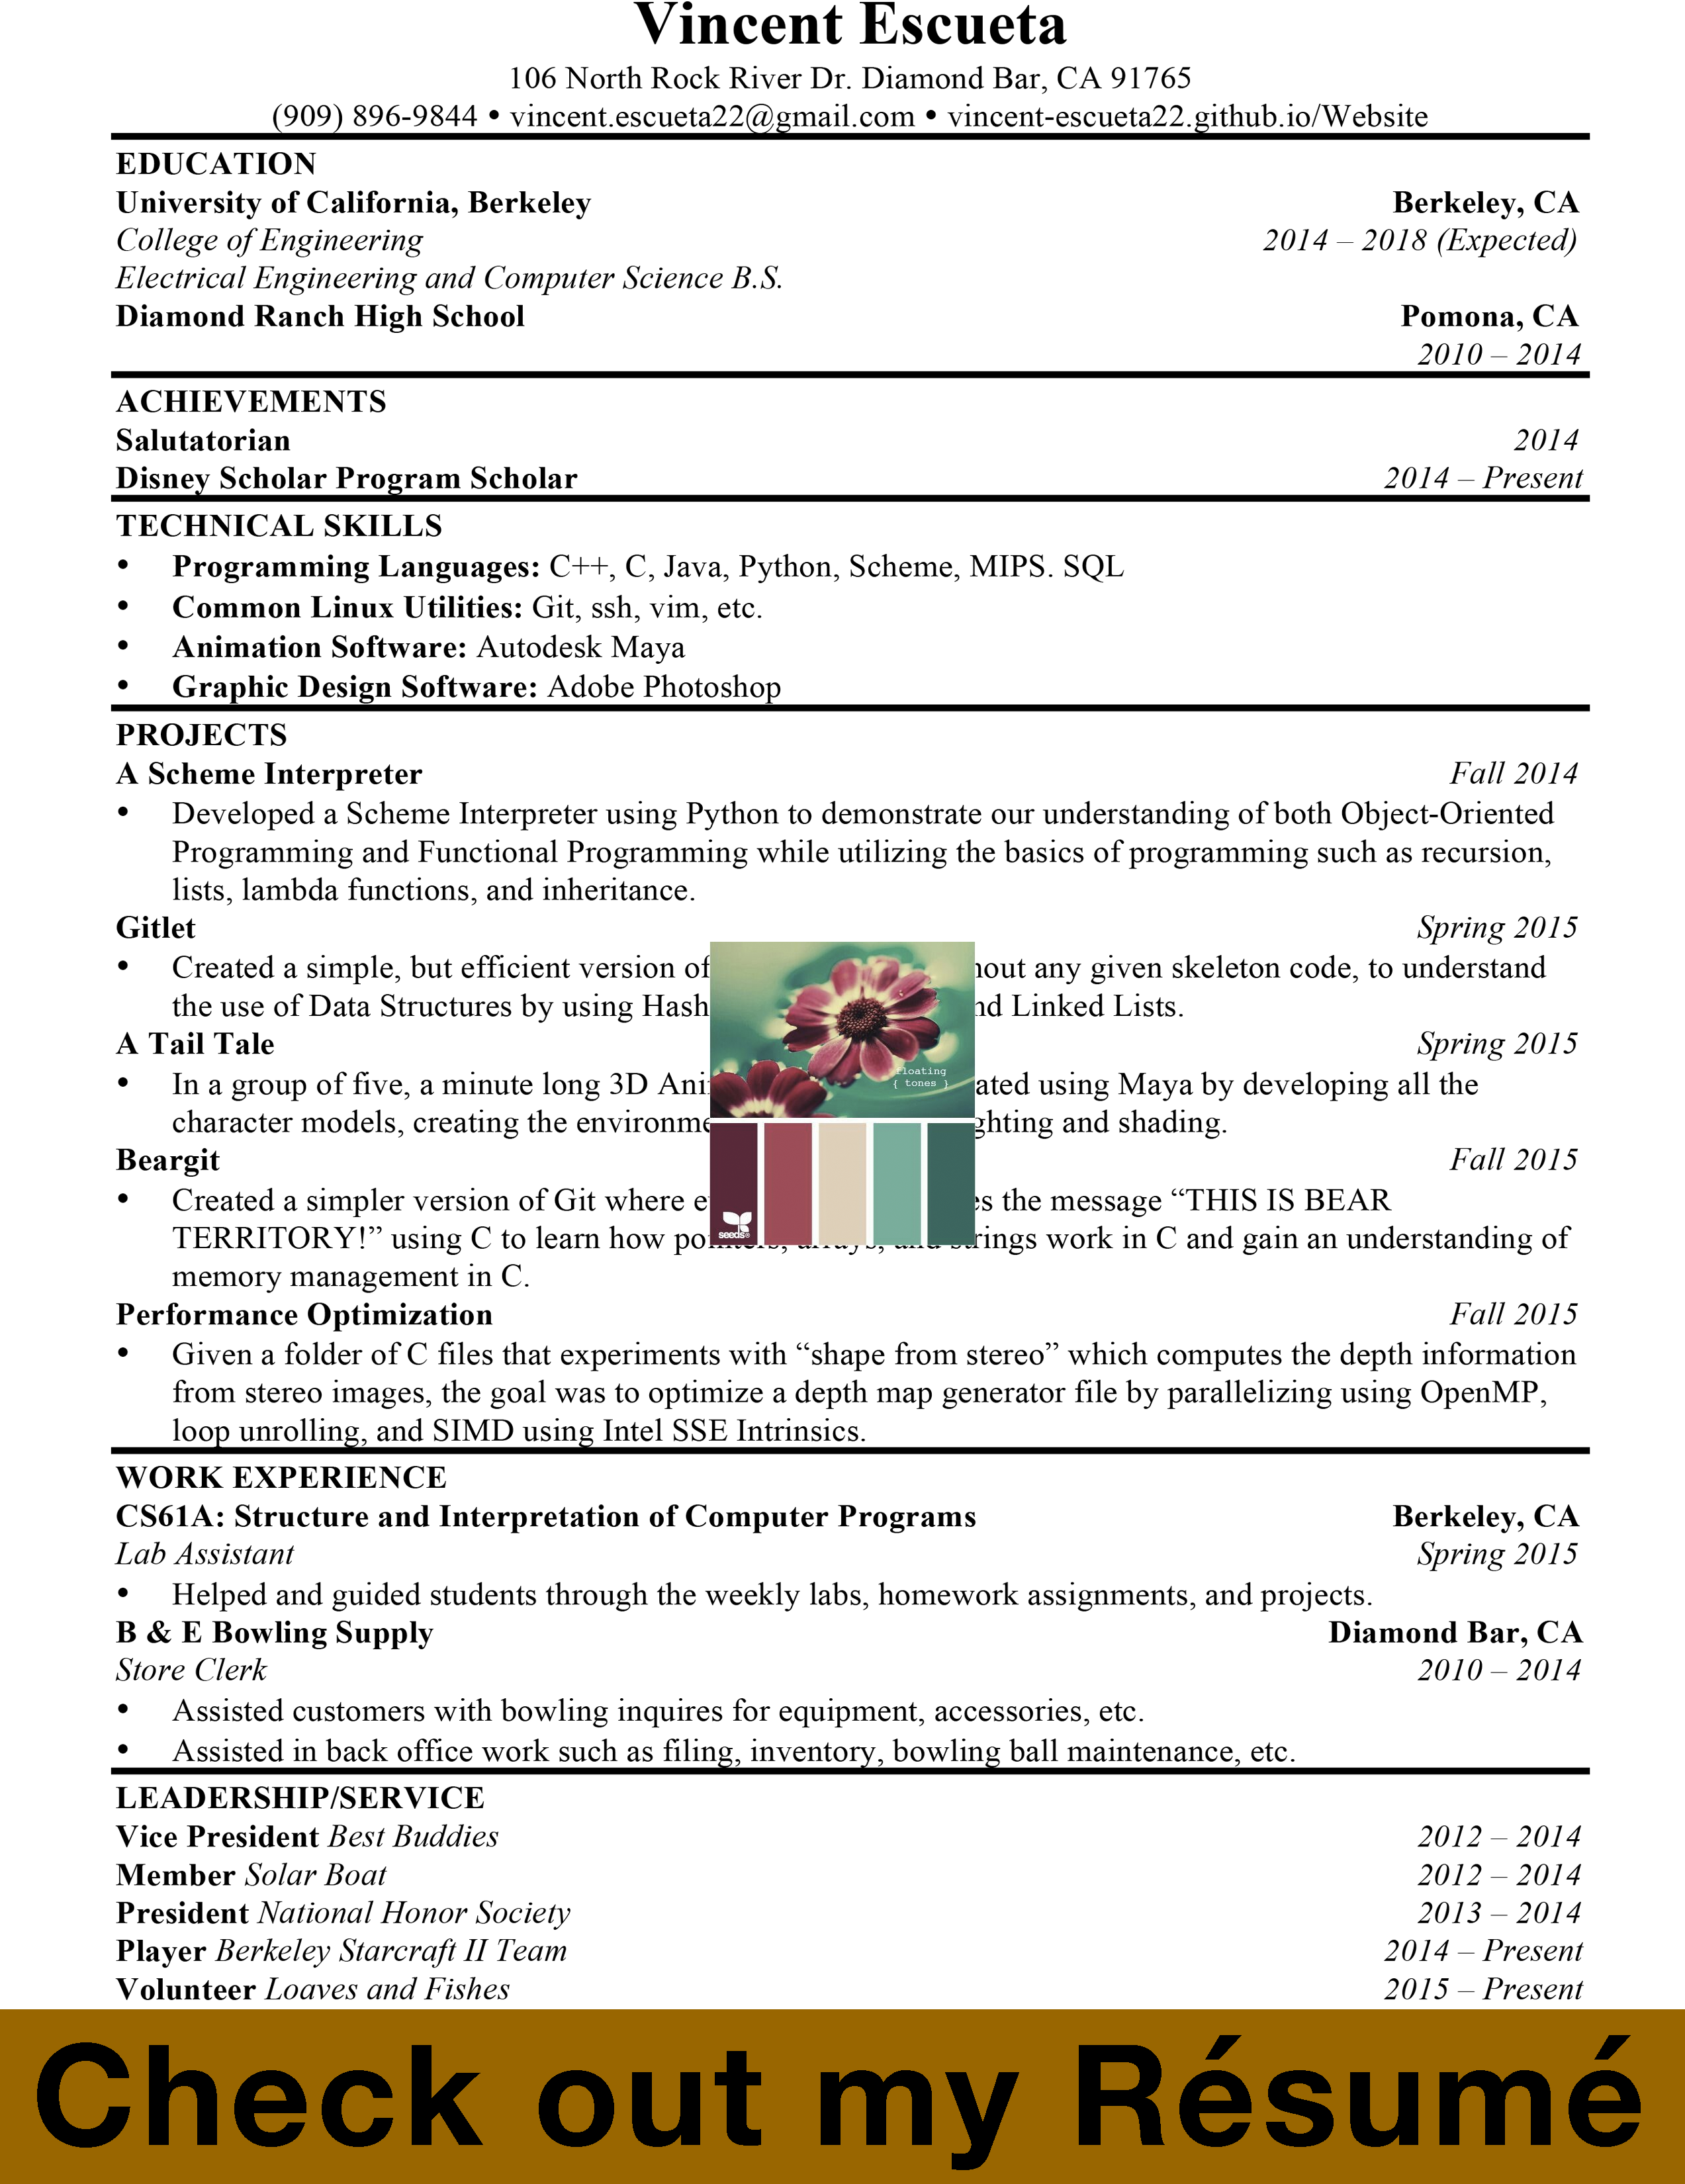 Vincent Escueta
106 North Rock River Dr. Diamond Bar, CA 91765
(909) 896-9844 • vincent.escueta22@gmail.com • vincent-escueta22.github.io/Website
EDUCATION
University of California, Berkeley Berkeley, CA
College of Engineering 2014 – 2018 (Expected)
Electrical Engineering and Computer Science B.S.
Diamond Ranch High School Pomona, CA
2010 – 2014
ACHIEVEMENTS
Salutatorian 2014
Disney Scholar Program Scholar 2014 – Present
TECHNICAL SKILLS
• Programming Languages: C++, C, Java, Python, Scheme, MIPS. SQL
• Common Linux Utilities: Git, ssh, vim, etc.
• Animation Software: Autodesk Maya
• Graphic Design Software: Adobe Photoshop
PROJECTS
A Scheme Interpreter Fall 2014
• Developed a Scheme Interpreter using Python to demonstrate our understanding of both Object-Oriented
Programming and Functional Programming while utilizing the basics of programming such as recursion,
lists, lambda functions, and inheritance.
Gitlet Spring 2015
• Created a simple, but efficient version of any given skeleton code, to understand
the use of Data Structures by using Hash Linked Lists.
A Tail Tale Spring 2015
• In a group of five, a minute long 3D using Maya by developing all the
character models, creating the and shading.
floating
{ tones }
seeds®
Beargit Fall 2015
• Created a simpler version of Git where the message “THIS IS BEAR
TERRITORY!” using C to learn how pointers, arrays, and strings work in C and gain an understanding of
memory management in C.
Performance Optimization Fall 2015
• Given a folder of C files that experiments with “shape from stereo” which computes the depth information
from stereo images, the goal was to optimize a depth map generator file by parallelizing using OpenMP,
loop unrolling, and SIMD using Intel SSE Intrinsics.
WORK EXPERIENCE
CS61A: Structure and Interpretation of Computer Programs Berkeley, CA
Lab Assistant Spring 2015
• Helped and guided students through the weekly labs, homework assignments, and projects.
B & E Bowling Supply Diamond Bar, CA
Store Clerk 2010 – 2014
• Assisted customers with bowling inquires for equipment, accessories, etc.
• Assisted in back office work such as filing, inventory, bowling ball maintenance, etc.
LEADERSHIP/SERVICE
Vice President Best Buddies 2012 – 2014
Member Solar Boat 2012 – 2014
President National Honor Society 2013 – 2014
Player Berkeley Starcraft II Team 2014 – Present
Volunteer Loaves and Fishes 2015 – Present
Check out my Résumé